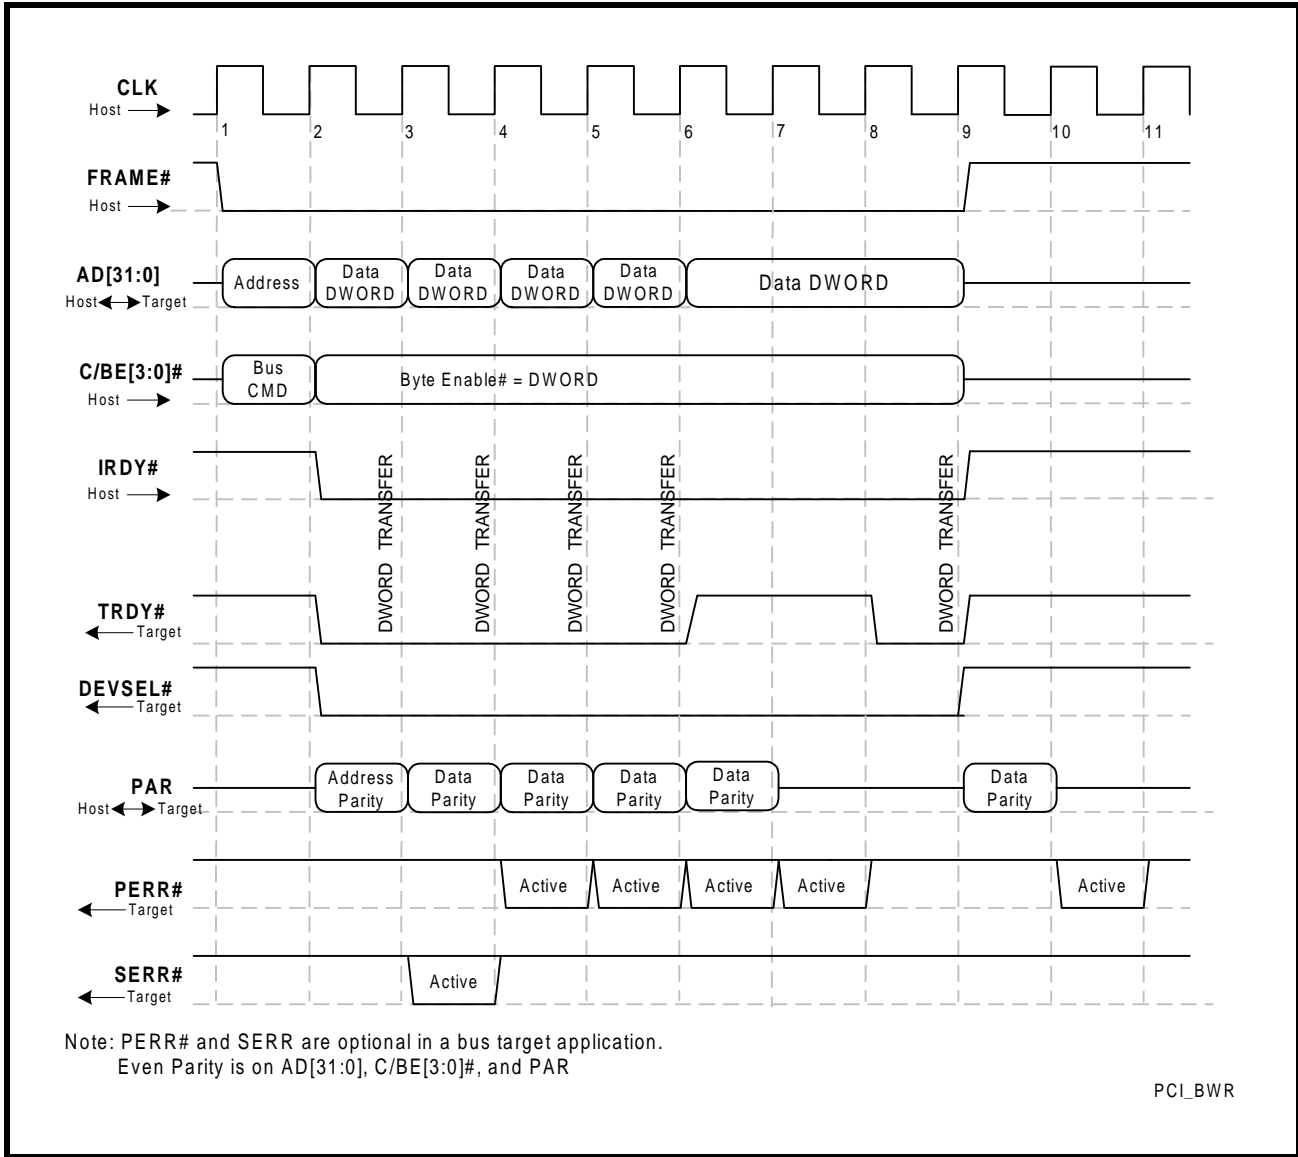 CLK
Host
1 2 3 4 5 6 7 8 9 10 11
FRAME#
Host
AD[31:0]
Host Target
Address
Data
DWORD
Data
DWORD
Data
DWORD
Data
DWORD
Data DWORD
C/BE[3:0]#
Host
Bus
CMD
Byte Enable# = DWORD
IRDY#
Host
DWORD TRANSFER
DWORD TRANSFER
DWORD TRANSFER
DWORD TRANSFER
DWORD TRANSFER
TRDY#
Target
DEVSEL#
Target
PAR
Host Target
Address
Parity
Data
Parity
Data
Parity
Data
Parity
Data
Parity
Data
Parity
PERR#
Target
Active Active Active Active Active
SERR#
Target
Active
Note: PERR# and SERR are optional in a bus target application.
Even Parity is on AD[31:0], C/BE[3:0]#, and PAR
PCI_BWR